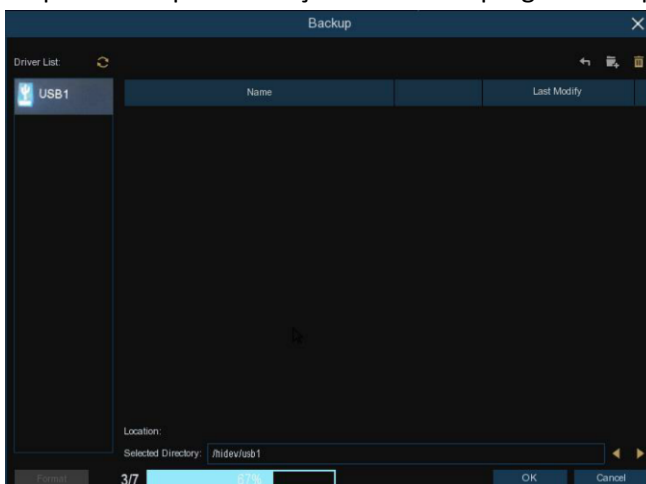 Backup
Driver List:
USB1
Name
Last Modify
Location:
Selected Directory: /hidev/usb1
Format 3/7 67% OK Cancel